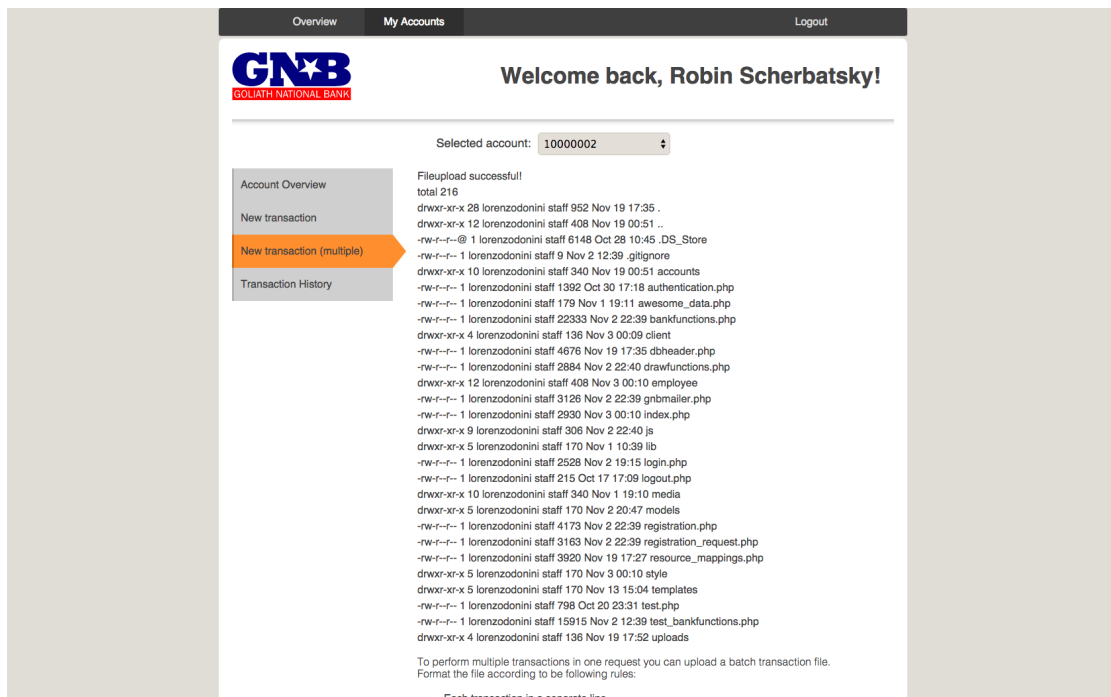 Overview My Accounts Logout
GNB
GOLIATH NATIONAL BANK
Welcome back, Robin Scherbatsky!
Selected account: 10000002
Account Overview
New transaction
New transaction (multiple)
Transaction History
Fileupload successful!
total 216
drwxr-xr-x 28 lorenzodonini staff 952 Nov 19 17:35 .
drwxr-xr-x 12 lorenzodonini staff 408 Nov 19 00:51 ..
-rw-r--r--@ 1 lorenzodonini staff 6148 Oct 28 10:45 .DS_Store
-rw-r--r-- 1 lorenzodonini staff 9 Nov 2 12:39 .gitignore
drwxr-xr-x 10 lorenzodonini staff 340 Nov 19 00:51 accounts
-rw-r--r-- 1 lorenzodonini staff 1392 Oct 30 17:18 authentication.php
-rw-r--r-- 1 lorenzodonini staff 179 Nov 1 19:11 awesome_data.php
-rw-r--r-- 1 lorenzodonini staff 22333 Nov 2 22:39 bankfunctions.php
drwxr-xr-x 4 lorenzodonini staff 136 Nov 3 00:09 client
-rw-r--r-- 1 lorenzodonini staff 4676 Nov 19 17:35 dbheader.php
-rw-r--r-- 1 lorenzodonini staff 2884 Nov 2 22:40 drawfunctions.php
drwxr-xr-x 12 lorenzodonini staff 408 Nov 3 00:10 employee
-rw-r--r-- 1 lorenzodonini staff 3126 Nov 2 22:39 gnbmailer.php
-rw-r--r-- 1 lorenzodonini staff 2930 Nov 3 00:10 index.php
drwxr-xr-x 9 lorenzodonini staff 306 Nov 2 22:40 js
drwxr-xr-x 5 lorenzodonini staff 170 Nov 1 10:39 lib
-rw-r--r-- 1 lorenzodonini staff 2528 Nov 2 19:15 login.php
-rw-r--r-- 1 lorenzodonini staff 215 Oct 17 17:09 logout.php
drwxr-xr-x 10 lorenzodonini staff 340 Nov 1 19:10 media
drwxr-xr-x 5 lorenzodonini staff 170 Nov 2 20:47 models
-rw-r--r-- 1 lorenzodonini staff 4173 Nov 2 22:39 registration.php
-rw-r--r-- 1 lorenzodonini staff 3163 Nov 2 22:39 registration_request.php
-rw-r--r-- 1 lorenzodonini staff 3920 Nov 19 17:27 resource_mappings.php
drwxr-xr-x 5 lorenzodonini staff 170 Nov 3 00:10 style
drwxr-xr-x 5 lorenzodonini staff 170 Nov 13 15:04 templates
-rw-r--r-- 1 lorenzodonini staff 798 Oct 20 23:31 test.php
-rw-r--r-- 1 lorenzodonini staff 15915 Nov 2 12:39 test_bankfunctions.php
drwxr-xr-x 4 lorenzodonini staff 136 Nov 19 17:52 uploads
To perform multiple transactions in one request you can upload a batch transaction file.
Format the file according to be following rules:
Each transaction in a separate line